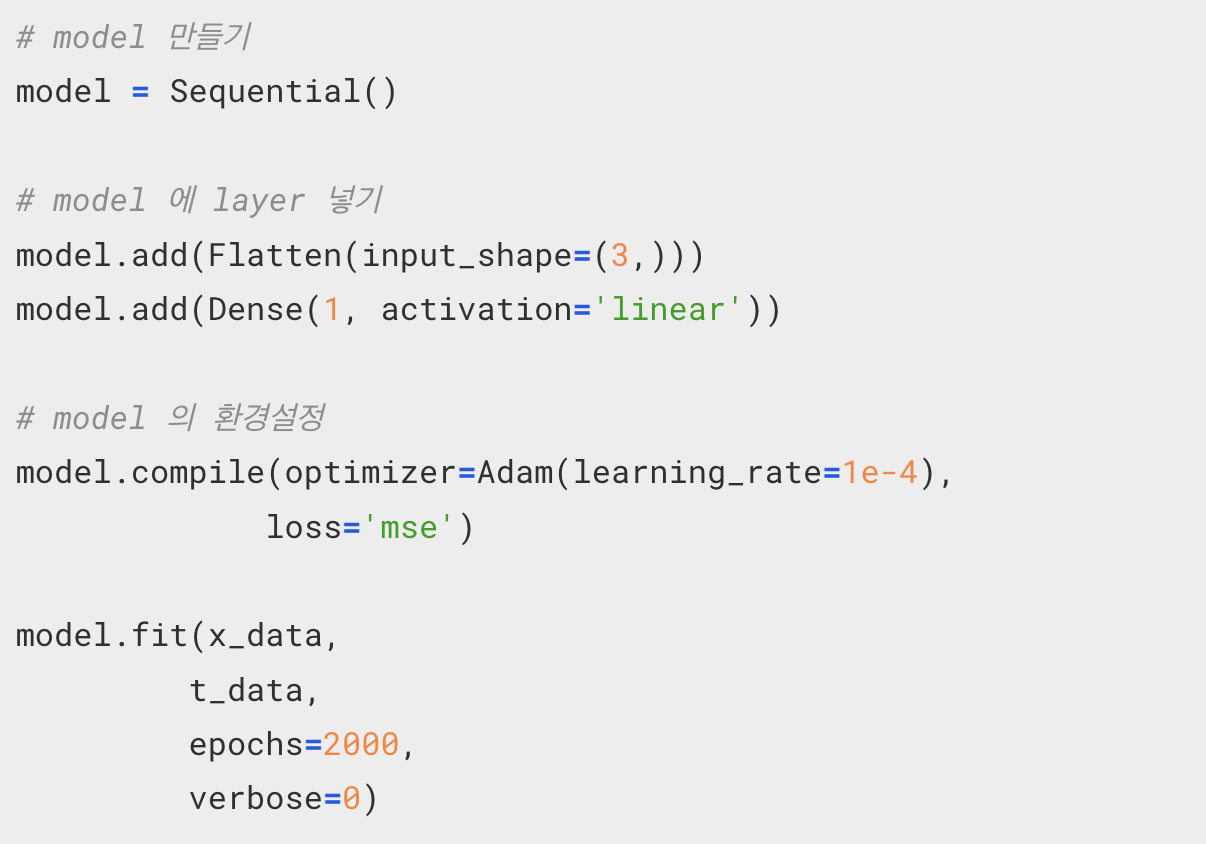 # model 만들기
model = Sequential()
# model 에 layer 넣기
model.add(Flatten(input_shape=(3,)))
model.add(Dense(1, activation='linear'))
# model 의 환경설정
model.compile(optimizer=Adam(learning_rate=1e-4),
loss='mse')
model.fit(x_data,
t_data,
epochs=2000,
verbose=0)